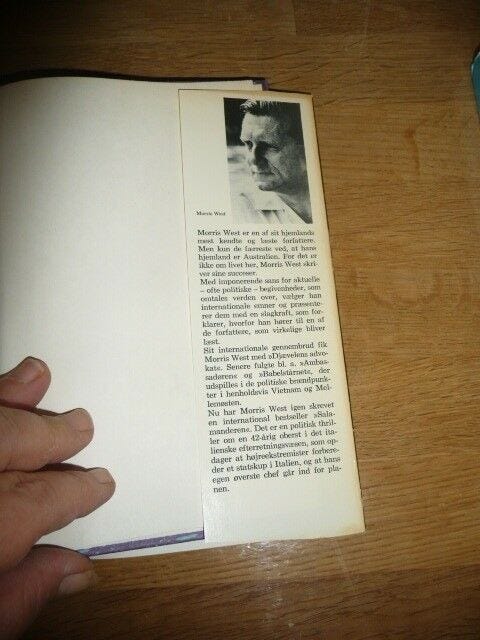 Morris West
Morris West er en af sit hjemlands
mest kendte og læste forfattere.
Men kun de færreste ved, at hans
hjemland er Australien. For det er
ikke om livet her, Morris West skri-
ver sine succeser.
Med imponerende sans for aktuelle
– ofte politiske – begivenheder, som
omtales verden over, vælger han
internationale emner og præsente-
rer dem med en slagkraft, som for-
klarer, hvorfor han hører til en af
de forfattere, som virkelig bliver
læst.
Sit internationale gennembrud fik
Morris West med »Djævelens advo-
kat«. Senere fulgte bl. a. »Ambas-
sadøren« og »Babelstårnet«, der
udspilles i de politiske brændpunk-
ter i henholdsvis Vietnam og Mel-
lemøsten.
Nu har Morris West igen skrevet
en international bestseller »Sala-
manderen«. Det er en politisk thril-
ler om en 42-årig oberst i det ita-
lienske efterretningsvæsen, som op-
dager at højreekstremister forbere-
der et statskup i Italien, og at hans
egen øverste chef går ind for pla-
nen.